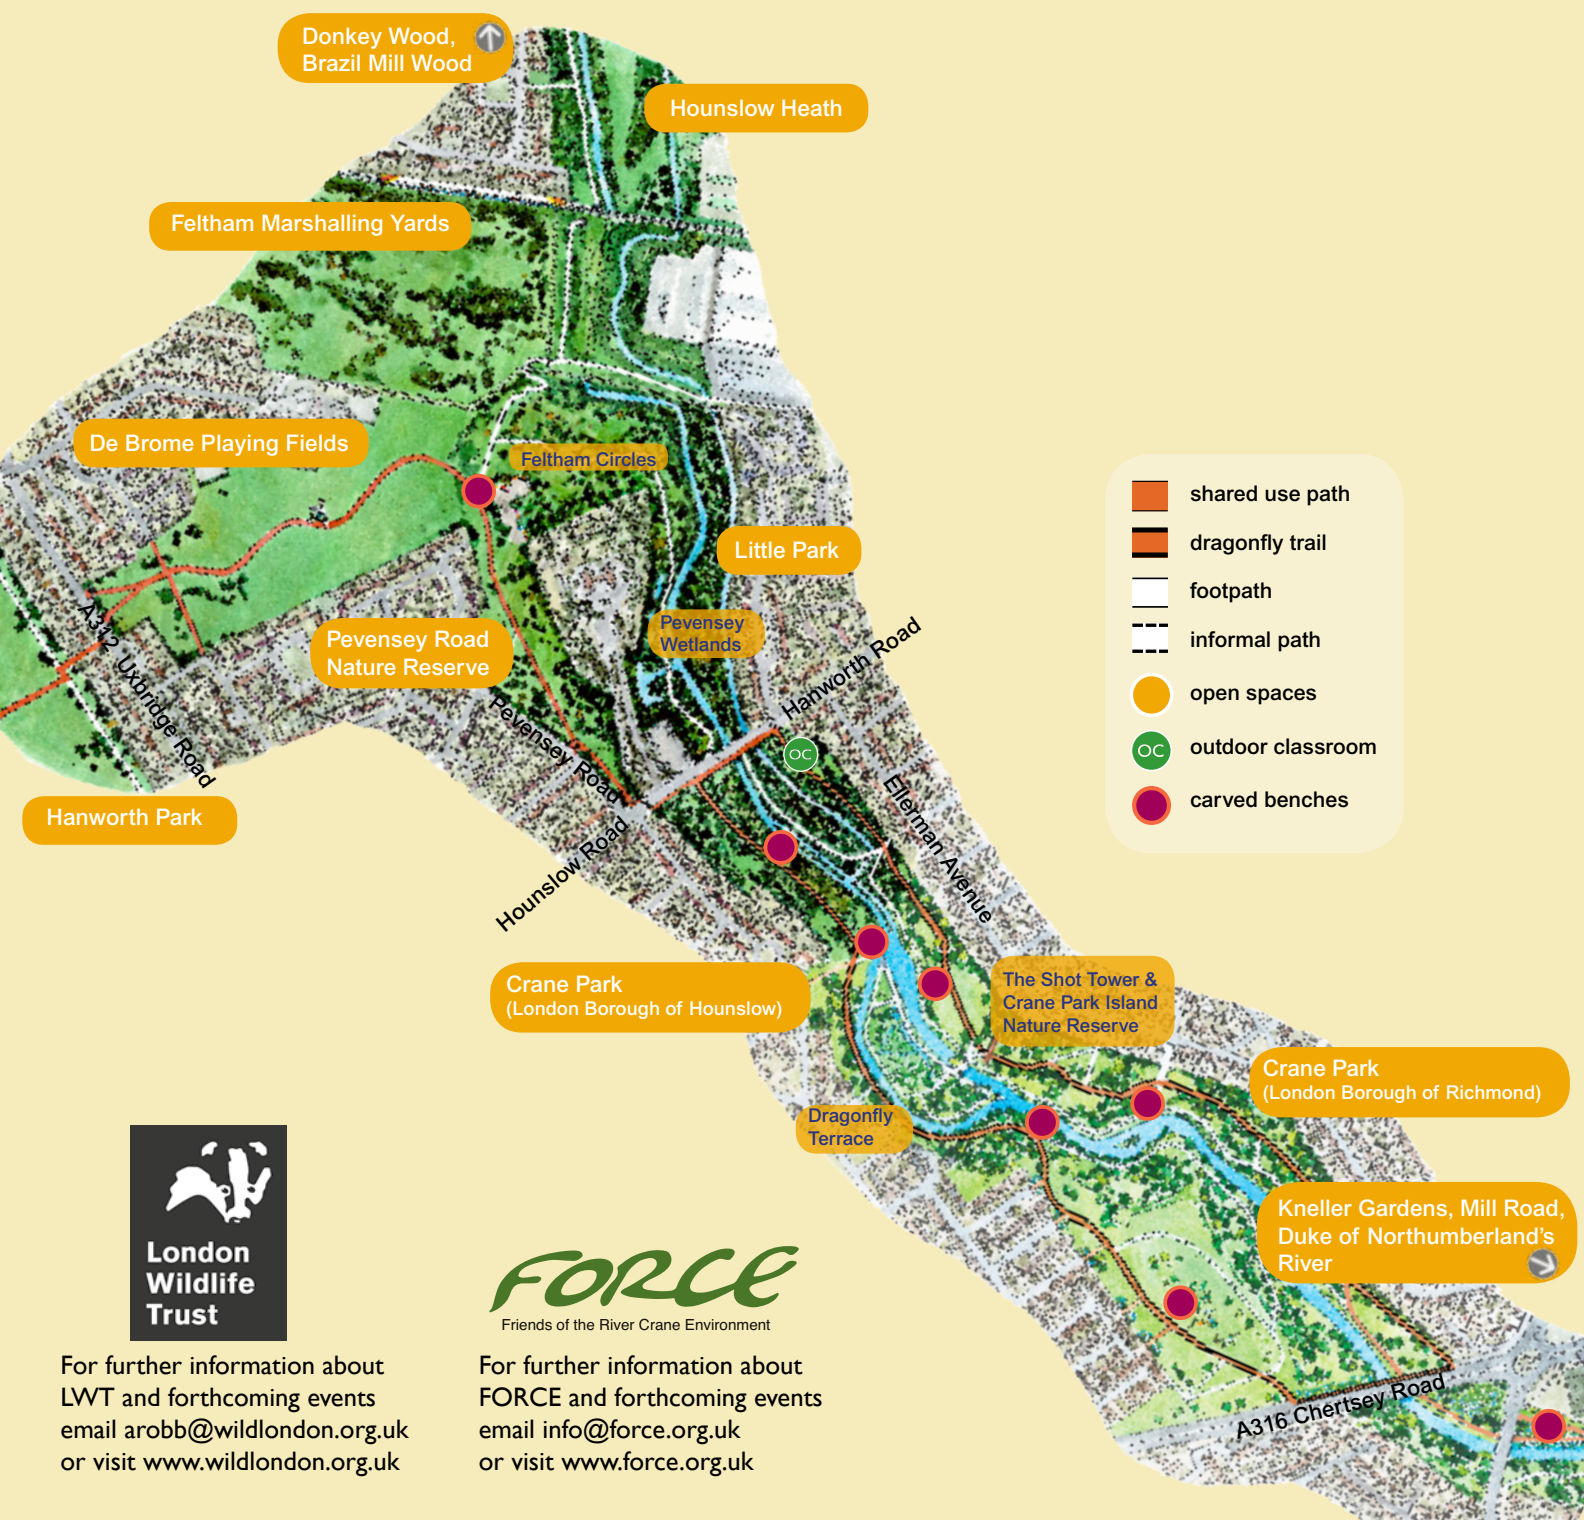 Donkey Wood,
Brazil Mill Wood
Hounslow Heath
Feltham Marshalling Yards
De Brome Playing Fields
Feltham Circles
Little Park
Pevensey
Wetlands
Pevensey Road
Nature Reserve
A312 Uxbridge Road
Hanworth Road
Pevensey Road
Hanworth Park
Hounslow Road
OC
Ellerman Avenue
shared use path
dragonfly trail
footpath
informal path
open spaces
OC outdoor classroom
carved benches
Crane Park
(London Borough of Hounslow)
The Shot Tower &
Crane Park Island
Nature Reserve
Crane Park
(London Borough of Richmond)
Dragonfly
Terrace
Kneller Gardens, Mill Road,
Duke of Northumberland's
River
A316 Chertsey Road
London
Wildlife
Trust
For further information about
LWT and forthcoming events
email arobb@wildlondon.org.uk
or visit www.wildlondon.org.uk
FORCE
Friends of the River Crane Environment
For further information about
FORCE and forthcoming events
email info@force.org.uk
or visit www.force.org.uk